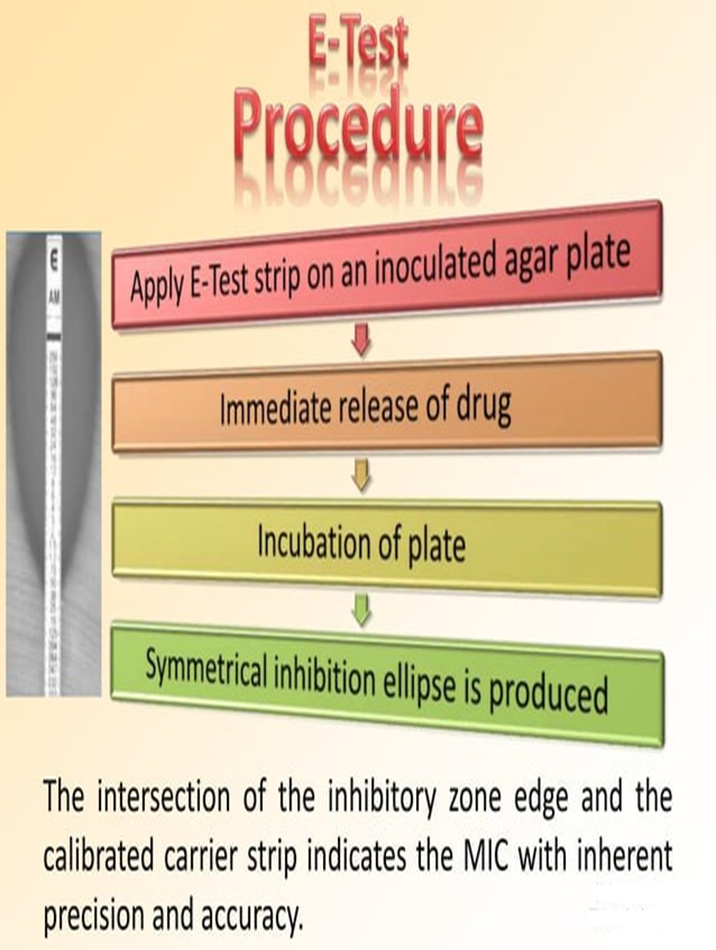 E-Test
Procedure
Apply E-Test strip on an inoculated agar plate
Immediate release of drug
Incubation of plate
Symmetrical inhibition ellipse is produced
E
AM
The intersection of the inhibitory zone edge and the
calibrated carrier strip indicates the MIC with inherent
precision and accuracy.